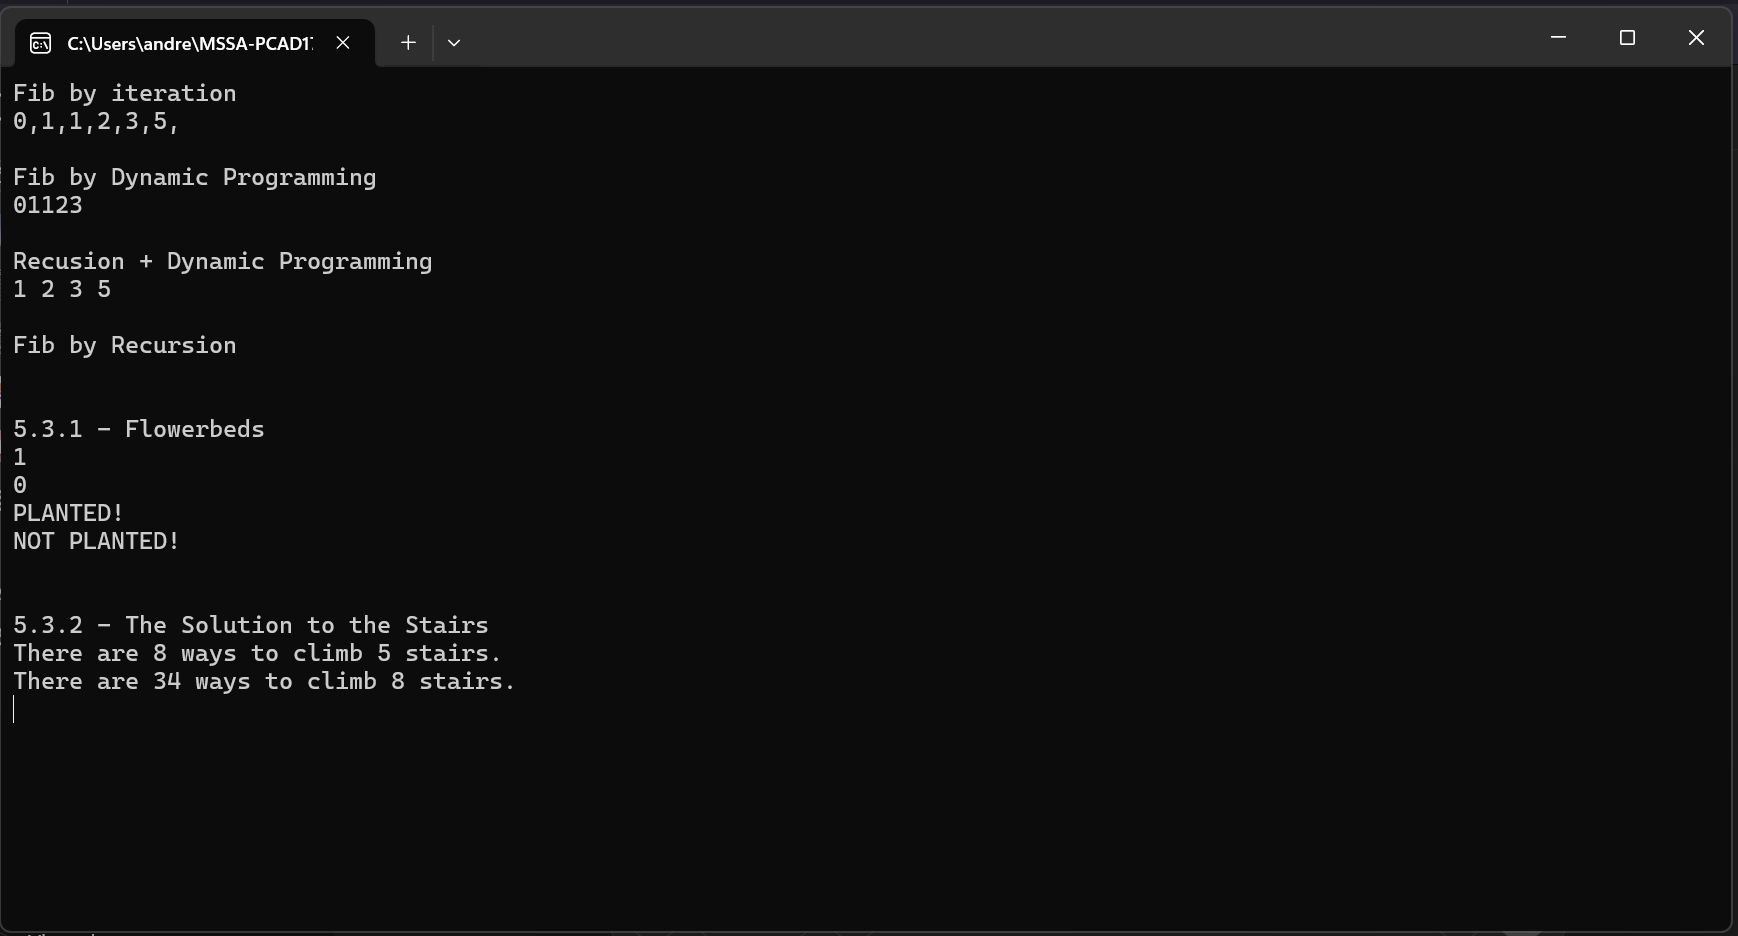 C:\Users\andre\MSSA-PCAD17
Fib by iteration
0,1,1,2,3,5,
Fib by Dynamic Programming
01123
Recusion + Dynamic Programming
1 2 3 5
Fib by Recursion
5.3.1 - Flowerbeds
1
0
PLANTED!
NOT PLANTED!
5.3.2 - The Solution to the Stairs
There are 8 ways to climb 5 stairs.
There are 34 ways to climb 8 stairs.